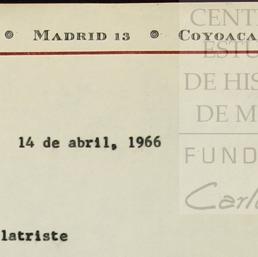 MADRID 13 COYOACA
CENT
ESTU
DE HIS
DE M
FUND
Carl
14 de abril, 1966
latriste